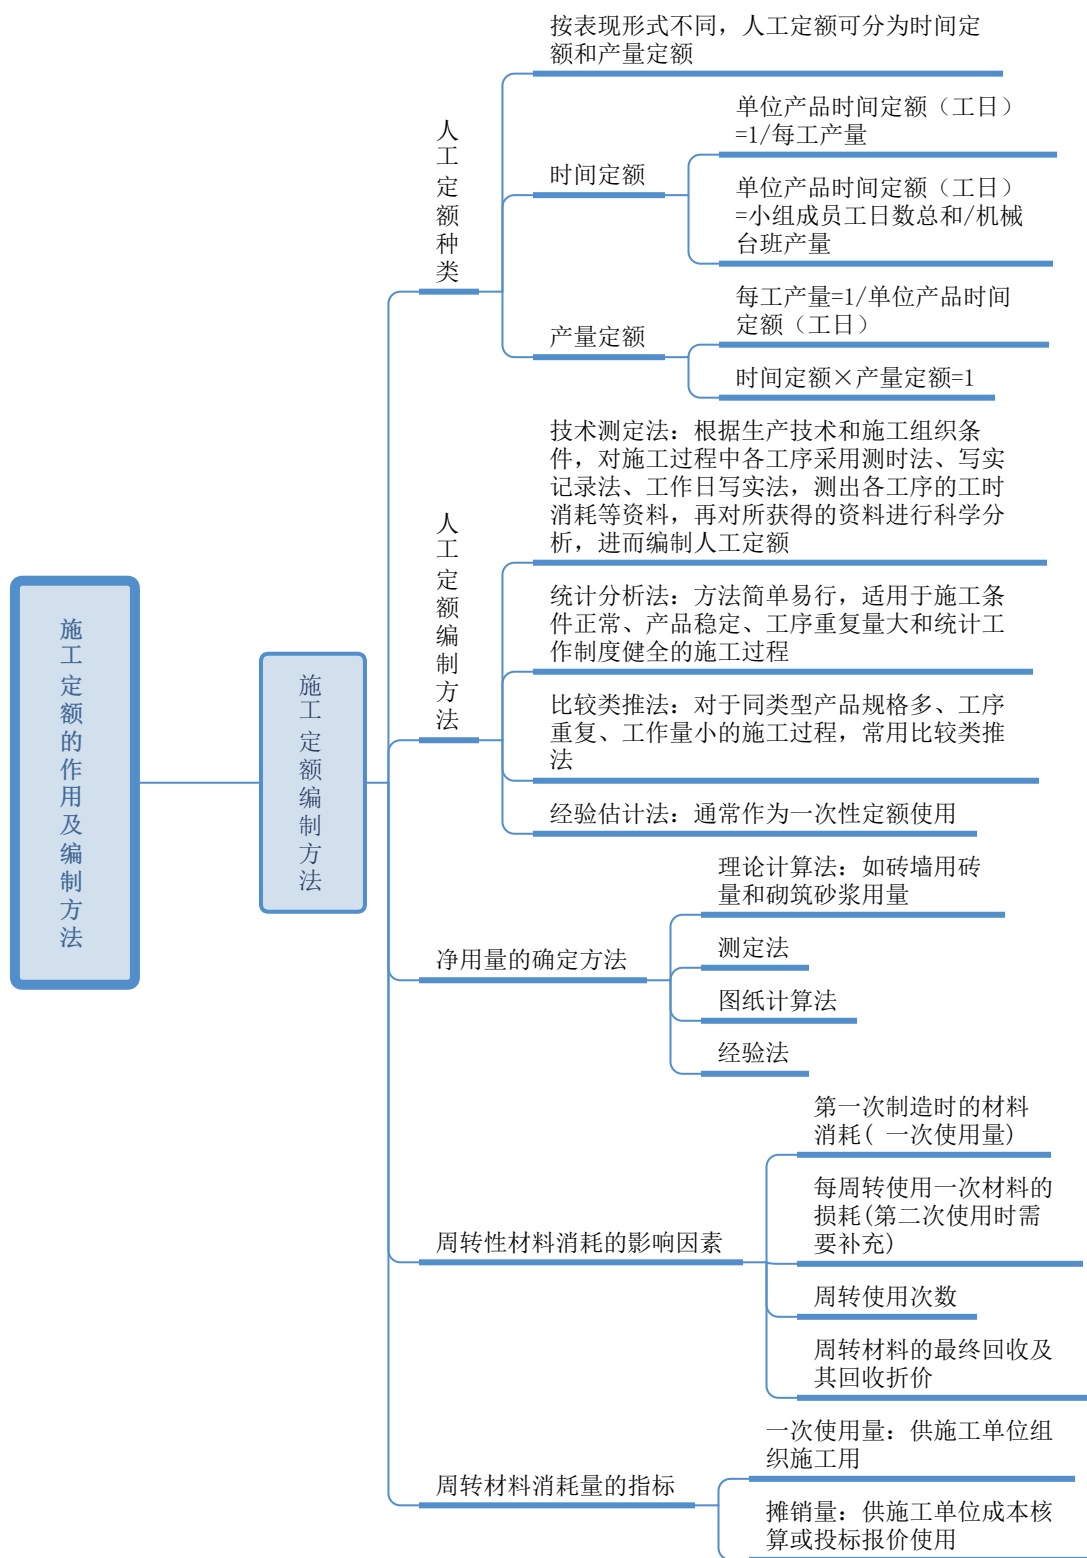 施工定额的作用及编制方法
施工定额编制方法
人工定额种类
按表现形式不同，人工定额可分为时间定
额和产量定额
时间定额
单位产品时间定额（工日）
=1/每工产量
单位产品时间定额（工日）
=小组成员工日数总和/机械
台班产量
产量定额
每工产量=1/单位产品时间
定额（工日）
时间定额×产量定额=1
人工定额编制方法
技术测定法：根据生产技术和施工组织条
件，对施工过程中各工序采用测时法、写实
记录法、工作日写实法，测出各工序的工时
消耗等资料，再对所获得的资料进行科学分
析，进而编制人工定额
统计分析法：方法简单易行，适用于施工条
件正常、产品稳定、工序重复量大和统计工
作制度健全的施工过程
比较类推法：对于同类型产品规格多、工序
重复、工作量小的施工过程，常用比较类推
法
经验估计法：通常作为一次性定额使用
净用量的确定方法
理论计算法：如砖墙用砖
量和砌筑砂浆用量
测定法
图纸计算法
经验法
周转性材料消耗的影响因素
第一次制造时的材料
消耗( 一次使用量)
每周转使用一次材料的
损耗(第二次使用时需
要补充)
周转使用次数
周转材料的最终回收及
其回收折价
周转材料消耗量的指标
一次使用量：供施工单位组
织施工用
摊销量：供施工单位成本核
算或投标报价使用